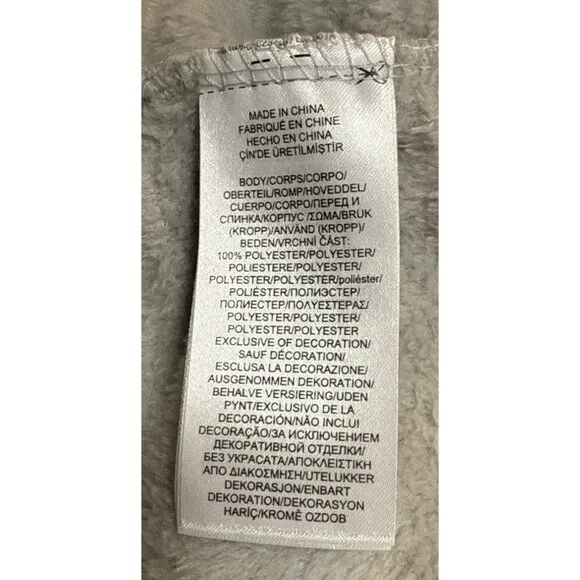 MADE IN CHINA
FABRIQUÉ EN CHINE
HECHO EN CHINA
ÇİN'DE ÜRETİLMİŞTİR
BODY/CORPS/CORPO/
OBERTEIL/ROMP/HOVEDDEL/
CUERPO/CORPO/ПЕРЕД И
СПИНКА/КОРПУС /ΣΩΜΑ/BRUK
(KROPP)/ANVÄND (KROPP)/
BEDEN/VRCHNÍ ČÁST:
100% POLYESTER/POLYESTER/
POLIESTERE/POLYESTER/
POLYESTER/POLYESTER/poliéster/
POLIÉSTER/ПОЛИЭСТЕР/
ПОЛИЕСТЕР/ΠΟΛΥΕΣΤΕΡΑΣ/
POLYESTER/POLYESTER/
POLYESTER/POLYESTER
EXCLUSIVE OF DECORATION/
SAUF DÉCORATION/
ESCLUSA LA DECORAZIONE/
AUSGENOMMEN DEKORATION/
BEHALVE VERSIERING/UDEN
PYNT/EXCLUSIVO DE LA
DECORACIÓN/NÃO INCLUI
DECORAÇÃO/ЗА ИСКЛЮЧЕНИЕМ
ДЕКОРАТИВНОЙ ОТДЕЛКИ/
БЕЗ УКРАСАТА/ΑΠΟΚΛΕΙΣΤΙΚΗ
ΑΠΟ ΔΙΑΚΟΣΜΗΣΗ/UTELUKKER
DEKORASJON/ENBART
DEKORATION/DEKORASYON
HARİÇ/KROMĚ OZDOB